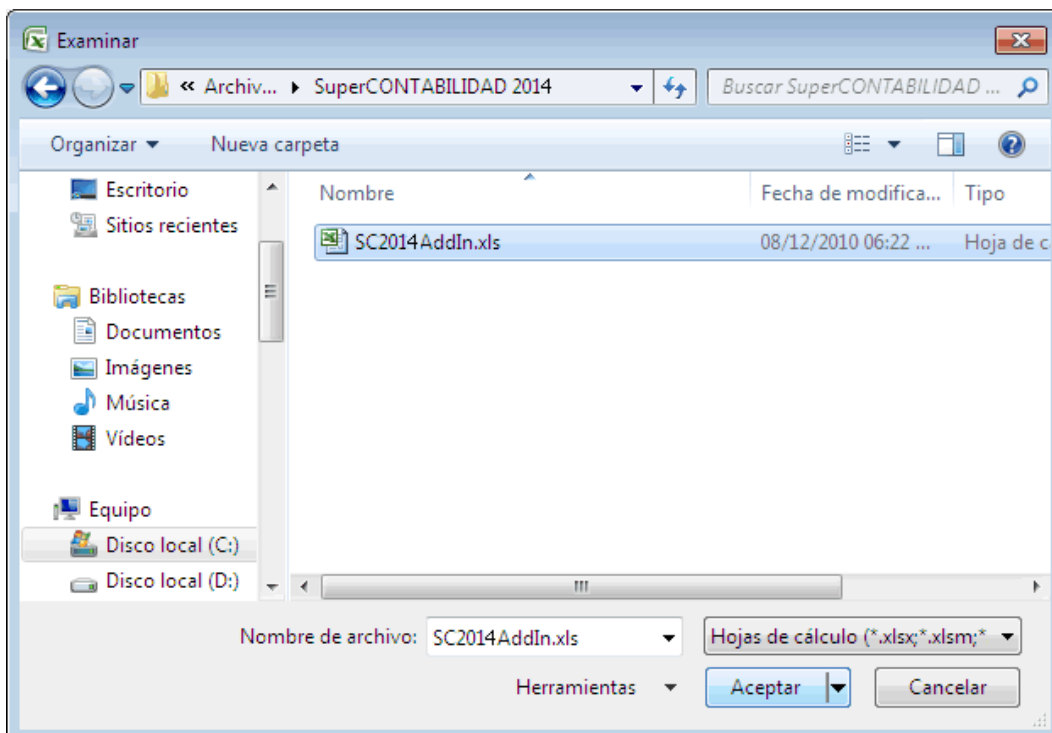 Examinar
« Archiv... SuperCONTABILIDAD 2014 Buscar SuperCONTABILIDAD ...
Organizar Nueva carpeta
Escritorio
Sitios recientes
Bibliotecas
Documentos
Imágenes
Música
Vídeos
Equipo
Disco local (C:)
Disco local (D:)
Nombre Fecha de modifica... Tipo
SC2014AddIn.xls 08/12/2010 06:22 ... Hoja de c
Nombre de archivo: SC2014AddIn.xls Hojas de cálculo (*.xlsx;*.xlsm;*
Herramientas Aceptar Cancelar